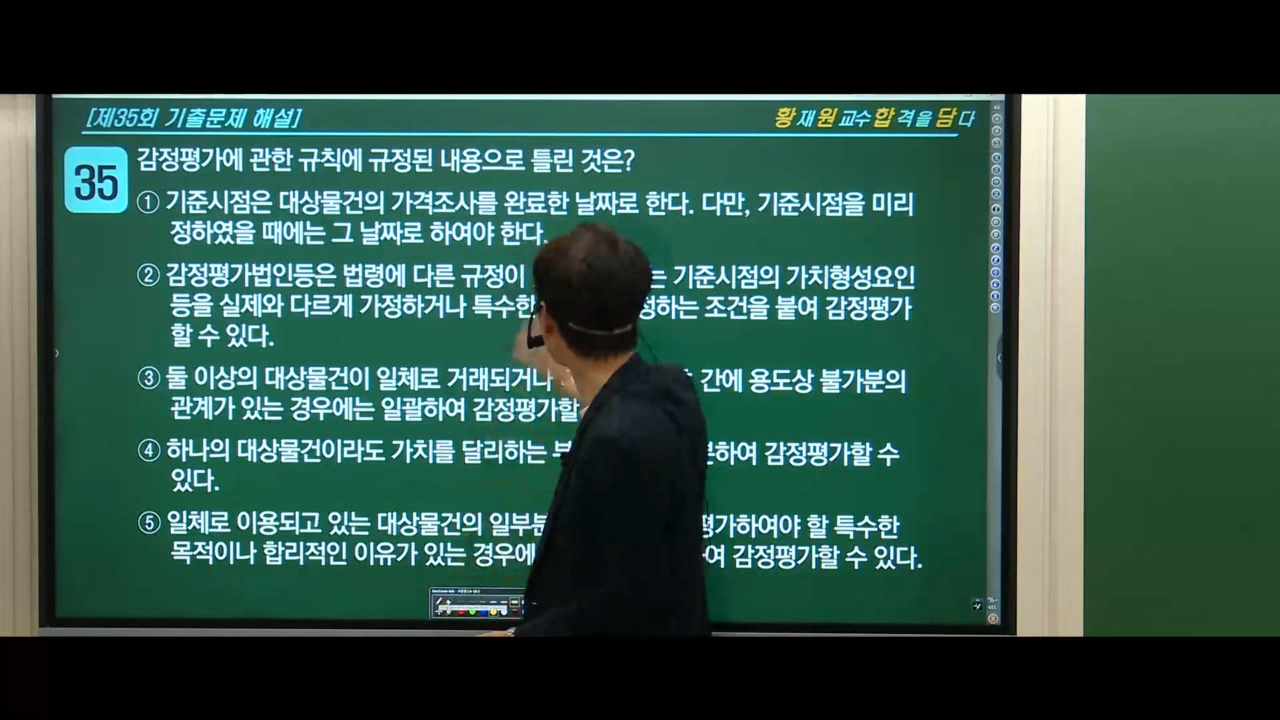 [제35회 기출문제 해설]
황재원 교수 합격을 담다
35 감정평가에 관한 규칙에 규정된 내용으로 틀린 것은?
① 기준시점은 대상물건의 가격조사를 완료한 날짜로 한다. 다만, 기준시점을 미리
정하였을 때에는 그 날짜로 하여야 한다.
② 감정평가법인등은 법령에 다른 규정이 는 기준시점의 가치형성요인
등을 실제와 다르게 가정하거나 특수한 정하는 조건을 붙여 감정평가
할 수 있다.
③ 둘 이상의 대상물건이 일체로 거래되거나 간에 용도상 불가분의
관계가 있는 경우에는 일괄하여 감정평가할
④ 하나의 대상물건이라도 가치를 달리하는 하여 감정평가할 수
있다.
⑤ 일체로 이용되고 있는 대상물건의 일부분 평가하여야 할 특수한
목적이나 합리적인 이유가 있는 경우에 여 감정평가할 수 있다.